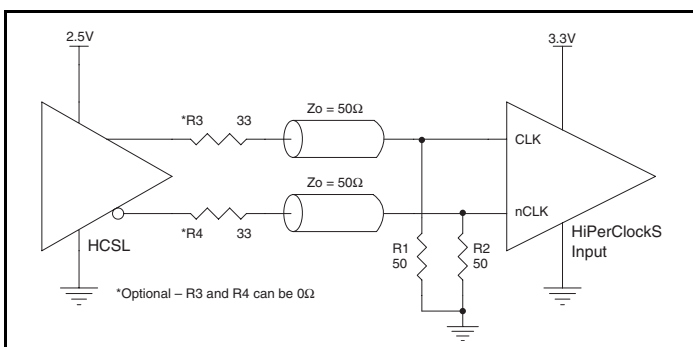 2.5V
3.3V
*R3 33
Zo = 50Ω
CLK
Zo = 50Ω
nCLK
*R4 33
HCSL
R1
50
R2
50
HiPerClockS
Input
*Optional – R3 and R4 can be 0Ω